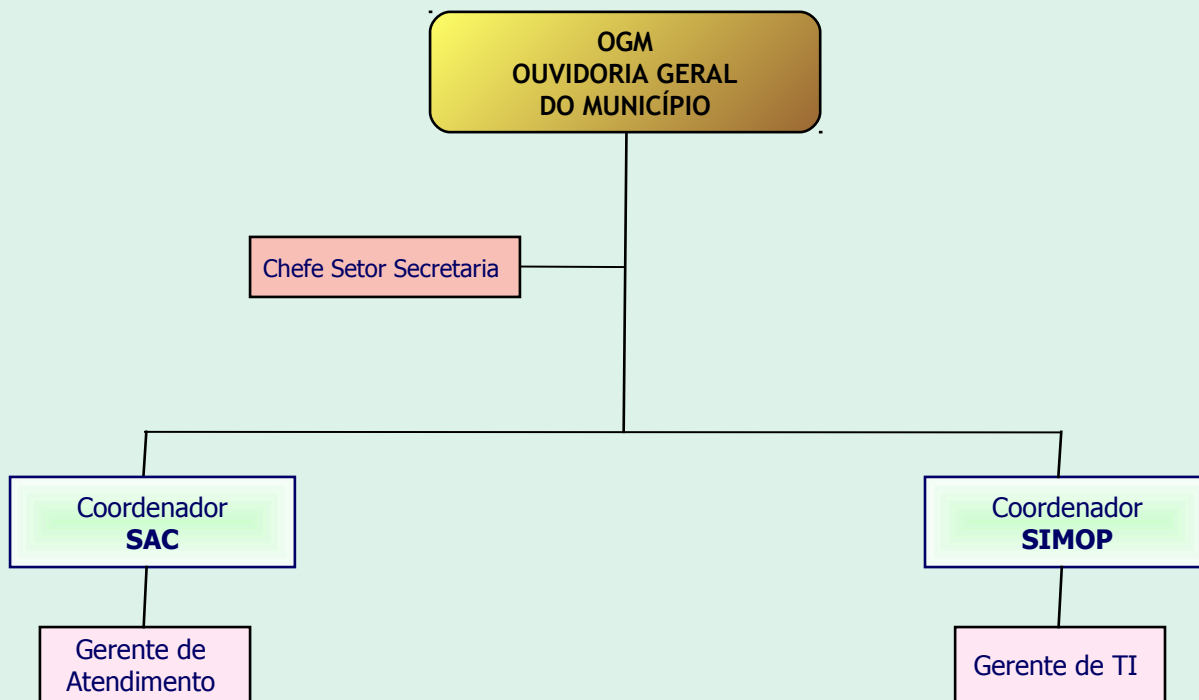 OGM
OUVIDORIA GERAL
DO MUNICÍPIO
Chefe Setor Secretaria
Coordenador
SAC
Coordenador
SIMOP
Gerente de
Atendimento
Gerente de TI